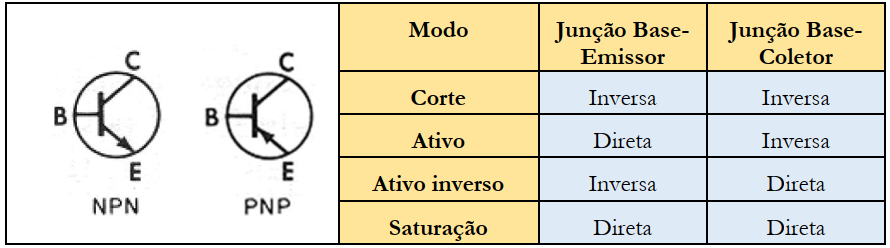 C
B
E
NPN
C
B
E
PNP
Modo
Junção Base-
Emissor
Junção Base-
Coletor
Corte
Inversa
Inversa
Ativo
Direta
Inversa
Ativo inverso
Inversa
Direta
Saturação
Direta
Direta